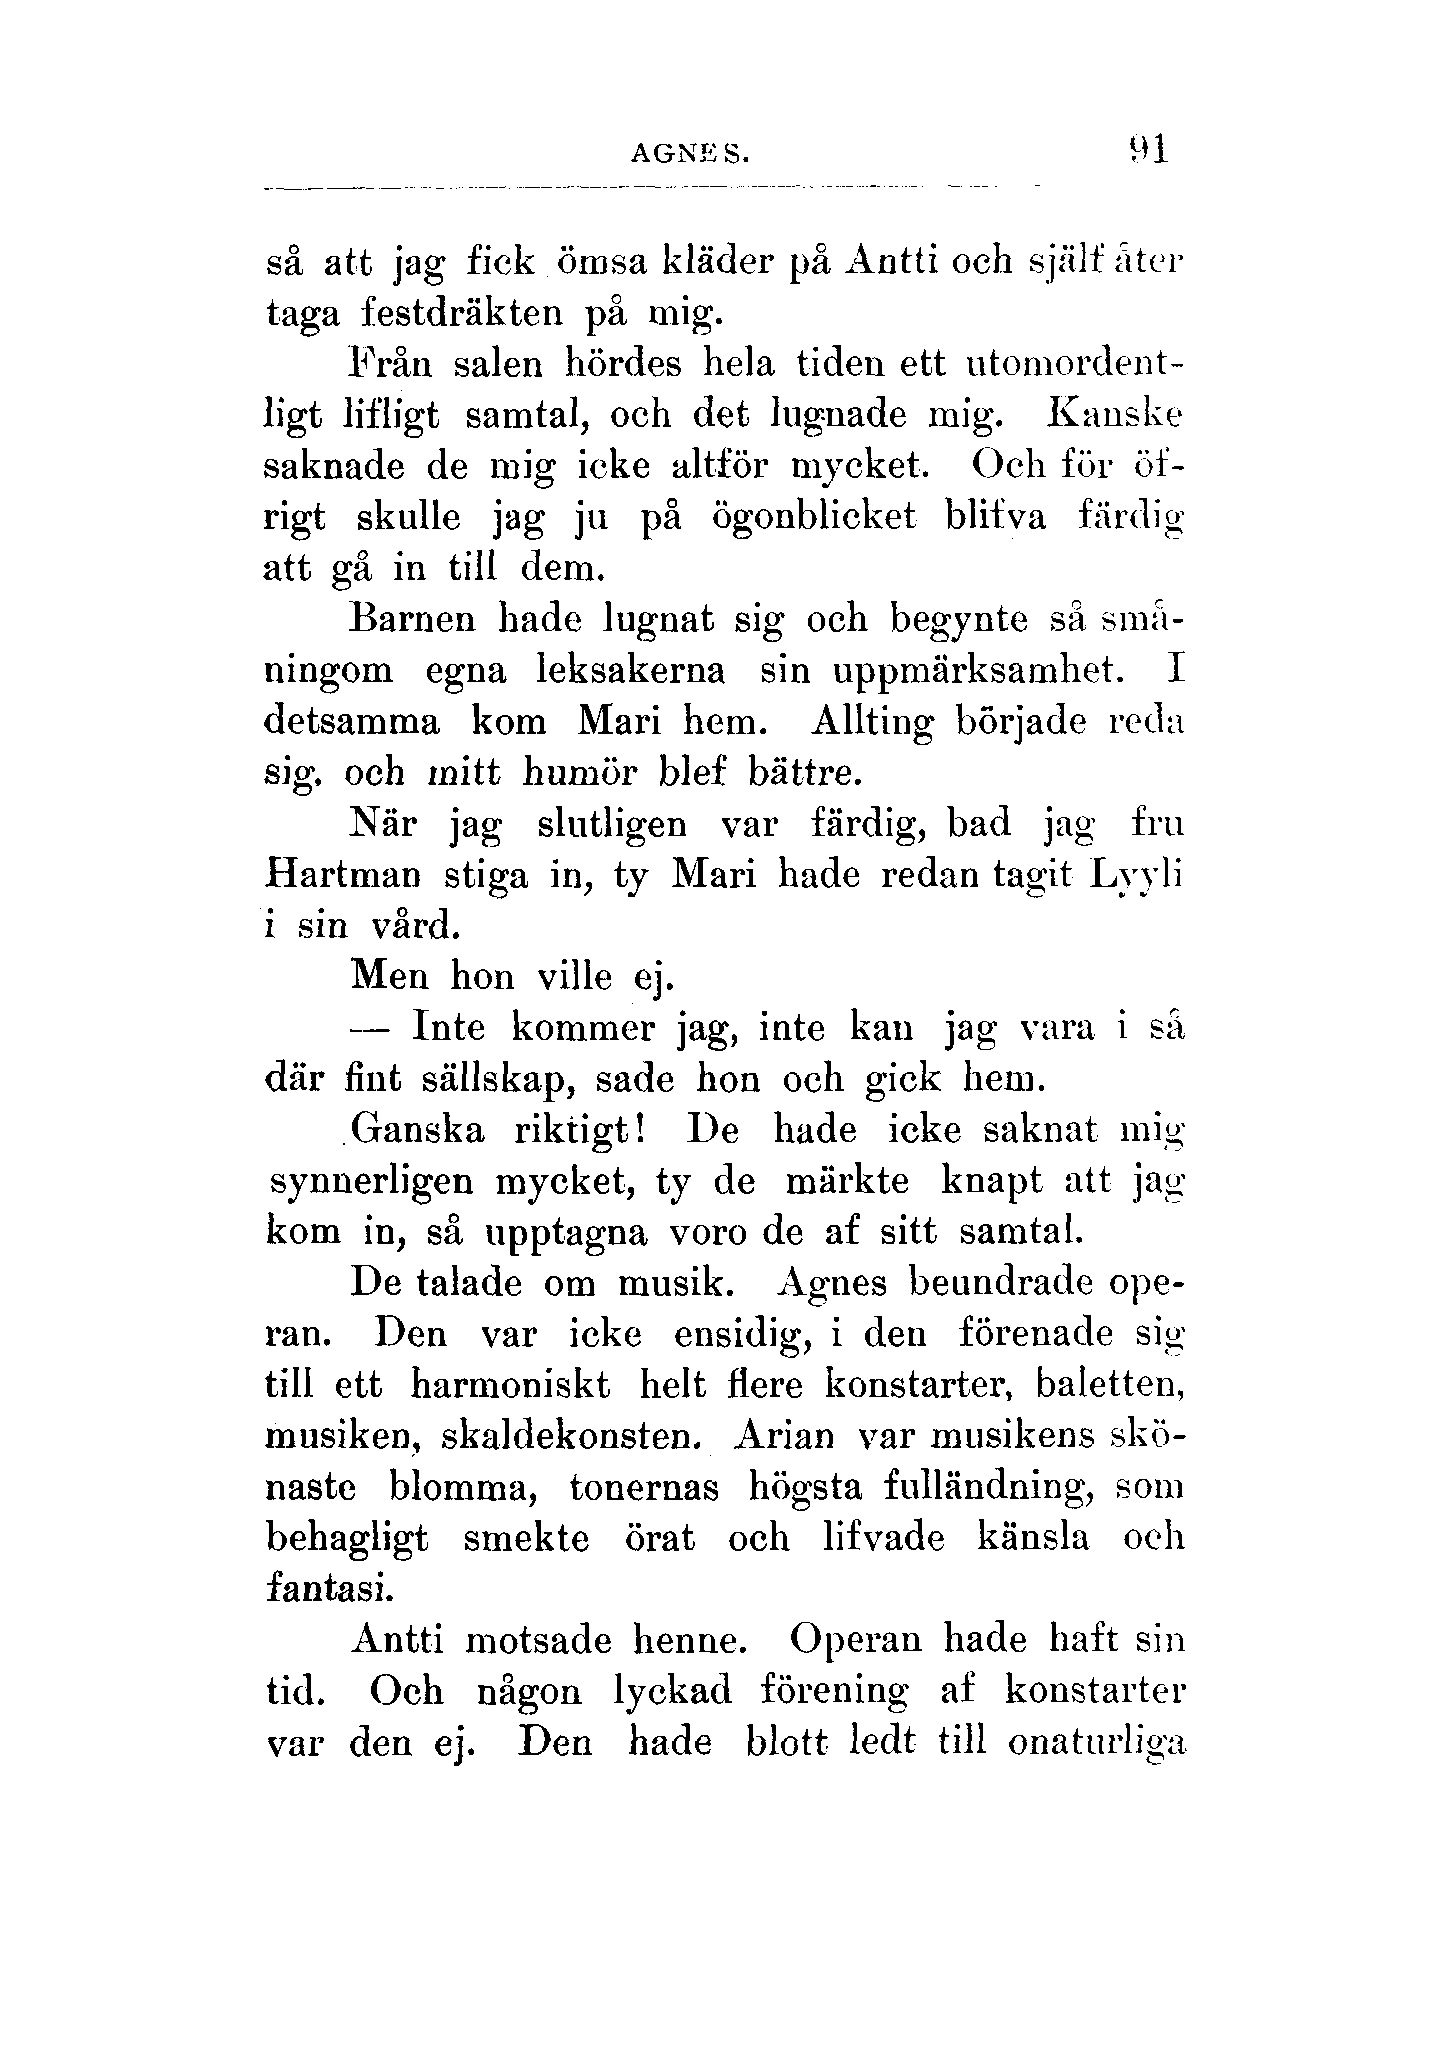 AGNES. 91
så att jag fick ömsa kläder på Antti och själf åter
taga festdräkten på mig.
Från salen hördes hela tiden ett utomordent-
ligt lifligt samtal, och det lugnade mig. Kanske
saknade de mig icke altför mycket. Och för öf-
rigt skulle jag ju på ögonblicket blifva färdig
att gå in till dem.
Barnen hade lugnat sig och begynte så små-
ningom egna leksakerna sin uppmärksamhet. I
detsamma kom Mari hem. Allting började reda
sig, och mitt humör blef bättre.
När jag slutligen var färdig, bad jag fru
Hartman stiga in, ty Mari hade redan tagit Lyyli
i sin vård.
Men hon ville ej.
— Inte kommer jag, inte kan jag vara i så
där fint sällskap, sade hon och gick hem.
Ganska riktigt! De hade icke saknat mig
synnerligen mycket, ty de märkte knapt att jag
kom in, så upptagna voro de af sitt samtal.
De talade om musik. Agnes beundrade ope-
ran. Den var icke ensidig, i den förenade sig
till ett harmoniskt helt flere konstarter, baletten,
musiken, skaldekonsten. Arian var musikens skö-
naste blomma, tonernas högsta fulländning, som
behagligt smekte örat och lifvade känsla och
fantasi.
Antti motsade henne. Operan hade haft sin
tid. Och någon lyckad förening af konstarter
var den ej. Den hade blott ledt till onaturliga